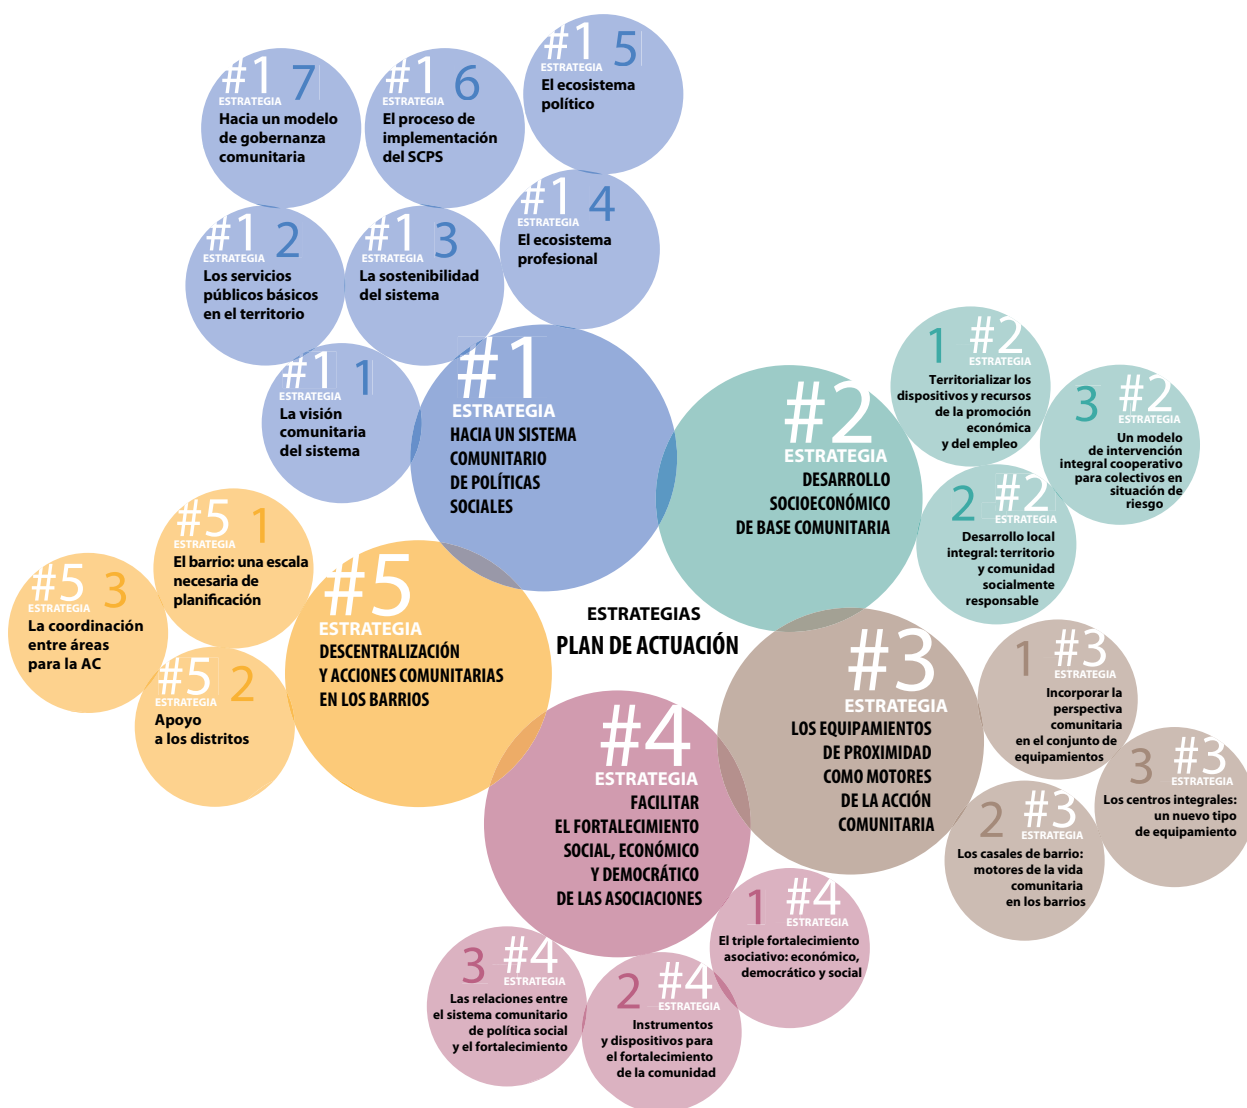 #1 7
ESTRATEGIA
Hacia un modelo
de gobernanza
comunitaria
#1 6
ESTRATEGIA
El proceso de
implementación
del SCPS
#1 5
ESTRATEGIA
El ecosistema
político
#1 2
ESTRATEGIA
Los servicios
públicos básicos
en el territorio
#1 3
ESTRATEGIA
La sostenibilidad
del sistema
#1 4
ESTRATEGIA
El ecosistema
profesional
#1 1
ESTRATEGIA
La visión
comunitaria
del sistema
#1
ESTRATEGIA
HACIA UN SISTEMA
COMUNITARIO
DE POLÍTICAS
SOCIALES
#2
ESTRATEGIA
DESARROLLO
SOCIOECONÓMICO
DE BASE COMUNITARIA
1 #2
ESTRATEGIA
Territorializar los
dispositivos y recursos
de la promoción
económica
y del empleo
3 #2
ESTRATEGIA
Un modelo
de intervención
integral cooperativo
para colectivos en
situación de
riesgo
2 #2
ESTRATEGIA
Desarrollo local
integral: territorio
y comunidad
socialmente
responsable
#5 1
ESTRATEGIA
El barrio: una escala
necesaria de
planificación
#5 3
ESTRATEGIA
La coordinación
entre áreas
para la AC
#5 2
ESTRATEGIA
Apoyo
a los distritos
#5
ESTRATEGIA
DESCENTRALIZACIÓN
Y ACCIONES COMUNITARIAS
EN LOS BARRIOS
ESTRATEGIAS
PLAN DE ACTUACIÓN
#3
ESTRATEGIA
LOS EQUIPAMIENTOS
DE PROXIMIDAD
COMO MOTORES
DE LA ACCIÓN
COMUNITARIA
1 #3
ESTRATEGIA
Incorporar la
perspectiva
comunitaria
en el conjunto de
equipamientos
3 #3
ESTRATEGIA
Los centros integrales:
un nuevo tipo
de equipamiento
2 #3
ESTRATEGIA
Los casales de barrio:
motores de la vida
comunitaria
en los barrios
#4
ESTRATEGIA
FACILITAR
EL FORTALECIMIENTO
SOCIAL, ECONÓMICO
Y DEMOCRÁTICO
DE LAS ASOCIACIONES
1 #4
ESTRATEGIA
El triple fortalecimiento
asociativo: económico,
democrático y social
3 #4
ESTRATEGIA
Las relaciones entre
el sistema comunitario
de política social
y el fortalecimiento
2 #4
ESTRATEGIA
Instrumentos
y dispositivos para
el fortalecimiento
de la comunidad